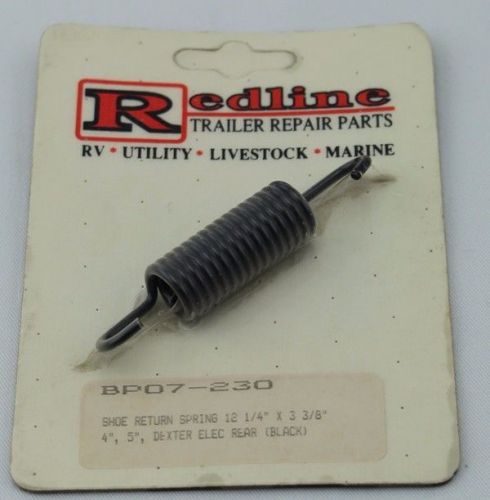 Redline
TRAILER REPAIR PARTS
RV * UTILITY * LIVESTOCK * MARINE
BP07-230
SHOE RETURN SPRING 12 1/4" X 3 3/8"
4", 5", DEXTER ELEC REAR (BLACK)